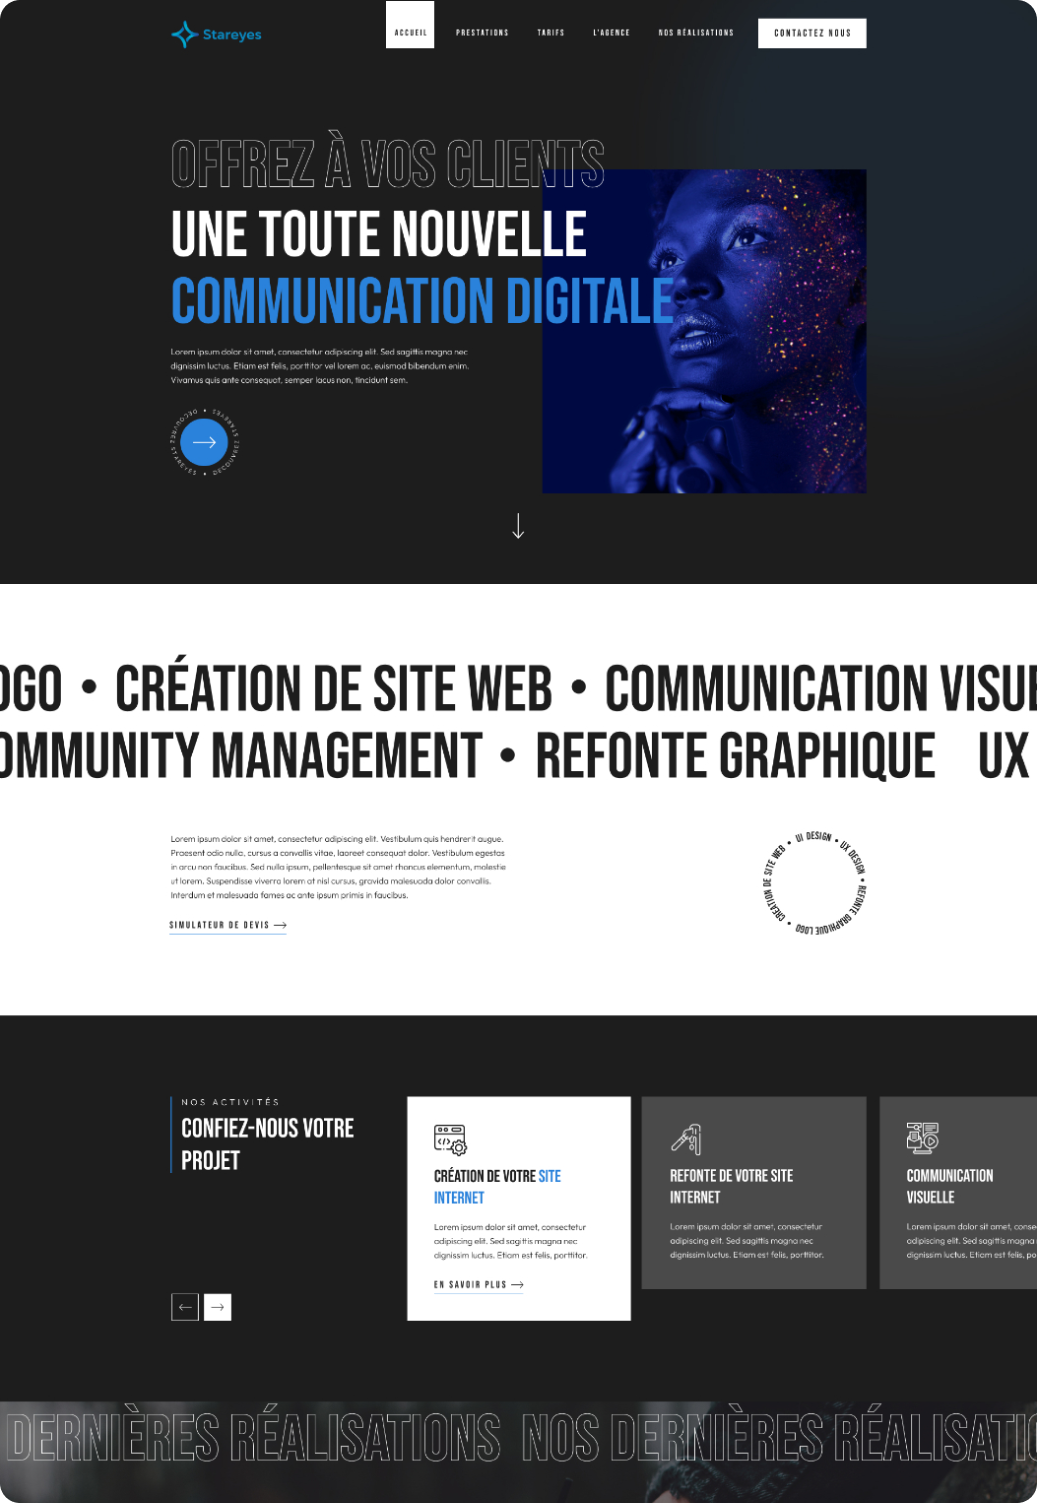 Stareyes
ACCUEIL
PRESTATIONS
TARIFS
L'AGENCE
NOS RÉALISATIONS
CONTACTEZ NOUS
OFFREZ À VOS CLIENTS
UNE TOUTE NOUVELLE
COMMUNICATION DIGITALE
Lorem ipsum dolor sit amet, consectetur adipiscing elit. Sed sagittis magna nec
dignissim luctus. Etiam est felis, porttitor vel lorem ac, euismod bibendum enim.
Vivamus quis ante consequat, semper lacus non, tincidunt sem.
DECOUVREZ STAREYES • DECOUVREZ STAREYES •
OGO • CRÉATION DE SITE WEB • COMMUNICATION VISUE
OMMUNITY MANAGEMENT • REFONTE GRAPHIQUE UX
Lorem ipsum dolor sit amet, consectetur adipiscing elit. Vestibulum quis hendrerit augue.
Praesent odio nulla, cursus a convallis vitae, laoreet consequat dolor. Vestibulum egestas
in arcu non faucibus. Sed nulla ipsum, pellentesque sit amet rhoncus elementum, molestie
ut lorem. Suspendisse viverra lorem at nisl cursus, gravida malesuada dolor convallis.
Interdum et malesuada fames ac ante ipsum primis in faucibus.
SIMULATEUR DE DEVIS
UI DESIGN • UX DESIGN • REFONTE GRAPHIQUE LOGO • CREATION DE SITE WEB •
NOS ACTIVITÉS
CONFIEZ-NOUS VOTRE
PROJET
CRÉATION DE VOTRE SITE
INTERNET
Lorem ipsum dolor sit amet, consectetur
adipiscing elit. Sed sagittis magna nec
dignissim luctus. Etiam est felis, porttitor.
EN SAVOIR PLUS
REFONTE DE VOTRE SITE
INTERNET
Lorem ipsum dolor sit amet, consectetur
adipiscing elit. Sed sagittis magna nec
dignissim luctus. Etiam est felis, porttitor.
COMMUNICATION
VISUELLE
Lorem ipsum dolor sit amet, conse
adipiscing elit. Sed sagittis magna
dignissim luctus. Etiam est felis, po
DERNIÈRES RÉALISATIONS NOS DERNIÈRES RÉALISATIO